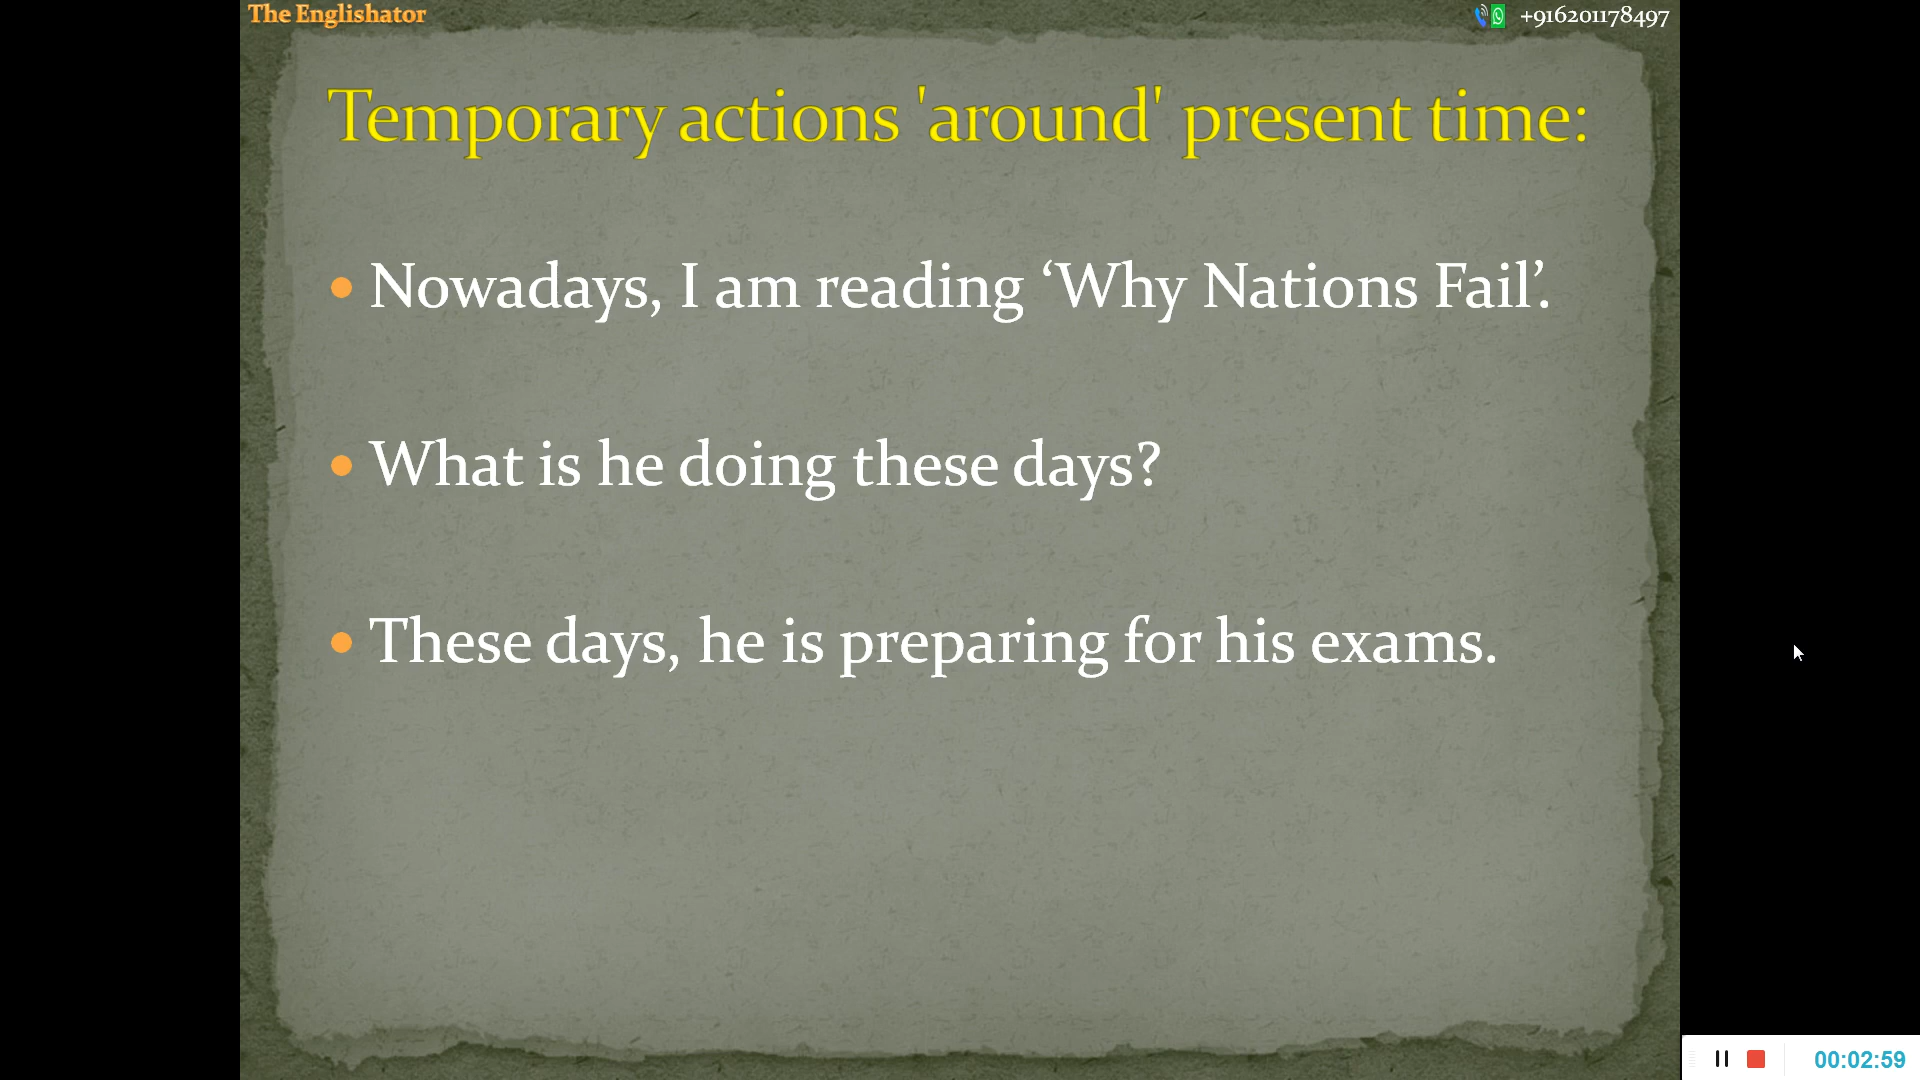 The Englishator
+916201178497
Temporary actions 'around' present time:
Nowadays, I am reading ‘Why Nations Fail’.
What is he doing these days?
These days, he is preparing for his exams.
00:02:59